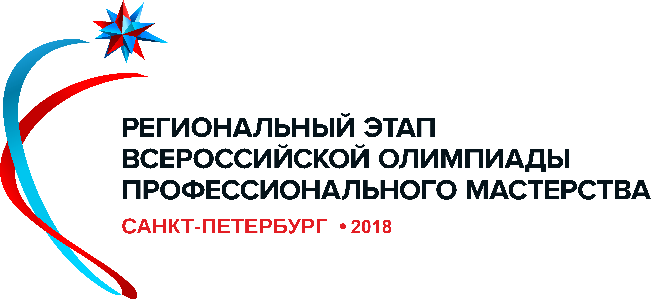 РЕГИОНАЛЬНЫЙ ЭТАП
ВСЕРОССИЙСКОЙ ОЛИМПИАДЫ
ПРОФЕССИОНАЛЬНОГО МАСТЕРСТВА
САНКТ-ПЕТЕРБУРГ • 2018